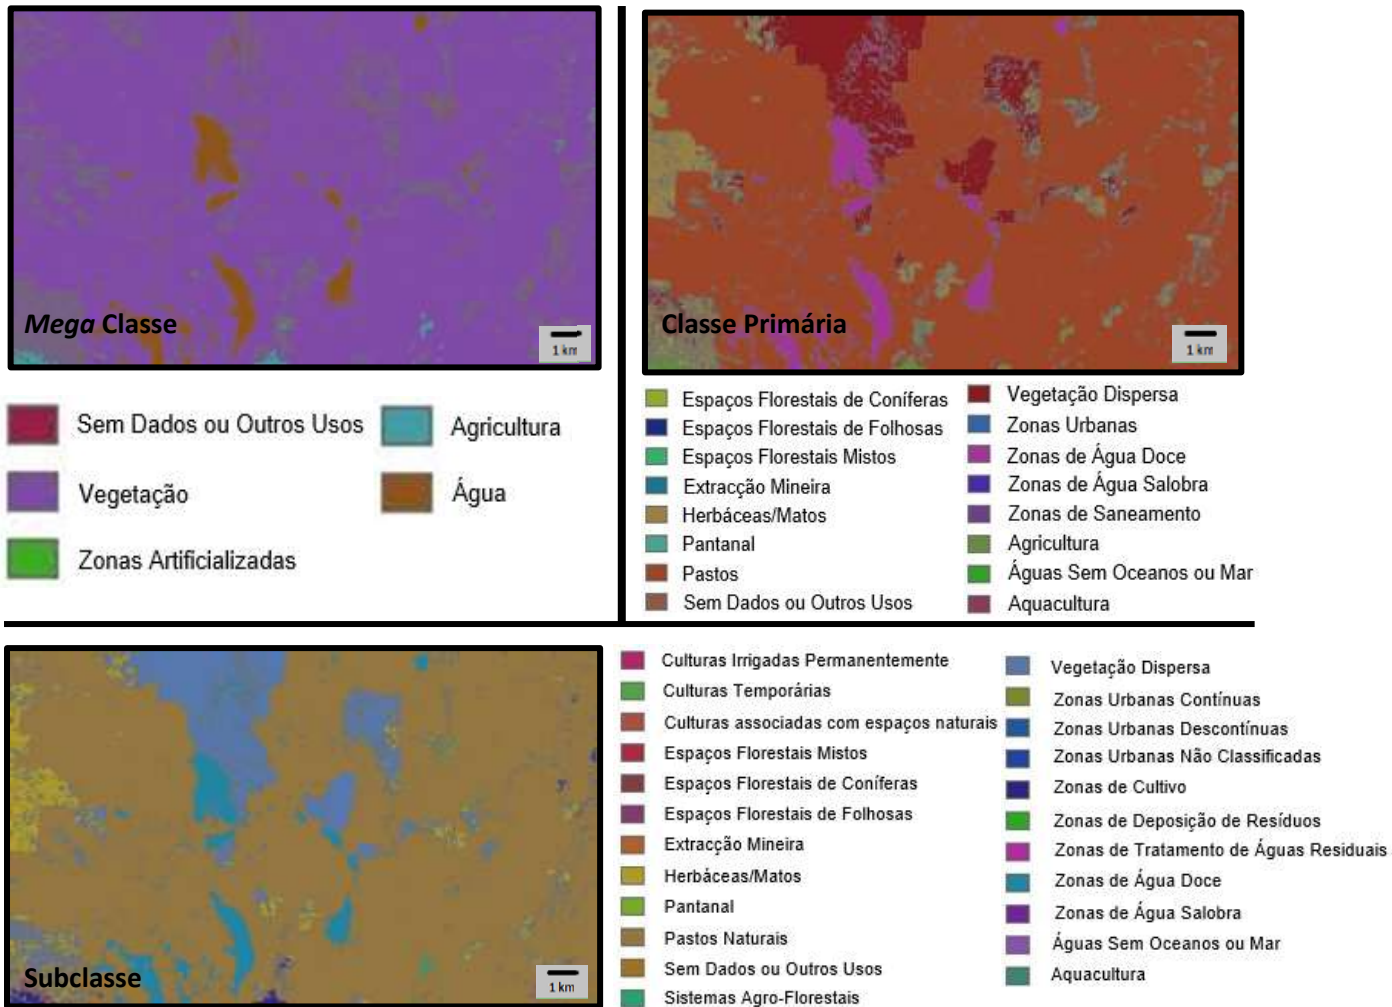 Mega Classe
1 km
Sem Dados ou Outros Usos
Vegetação
Zonas Artificializadas
Agricultura
Água
Classe Primária
1 km
Espaços Florestais de Coníferas
Espaços Florestais de Folhosas
Espaços Florestais Mistos
Extracção Mineira
Herbáceas/Matos
Pantanal
Pastos
Sem Dados ou Outros Usos
Vegetação Dispersa
Zonas Urbanas
Zonas de Água Doce
Zonas de Água Salobra
Zonas de Saneamento
Agricultura
Águas Sem Oceanos ou Mar
Aquacultura
Subclasse
1 km
Culturas Irrigadas Permanentemente
Culturas Temporárias
Culturas associadas com espaços naturais
Espaços Florestais Mistos
Espaços Florestais de Coníferas
Espaços Florestais de Folhosas
Extracção Mineira
Herbáceas/Matos
Pantanal
Pastos Naturais
Sem Dados ou Outros Usos
Sistemas Agro-Florestais
Vegetação Dispersa
Zonas Urbanas Contínuas
Zonas Urbanas Descontínuas
Zonas Urbanas Não Classificadas
Zonas de Cultivo
Zonas de Deposição de Resíduos
Zonas de Tratamento de Águas Residuais
Zonas de Água Doce
Zonas de Água Salobra
Águas Sem Oceanos ou Mar
Aquacultura